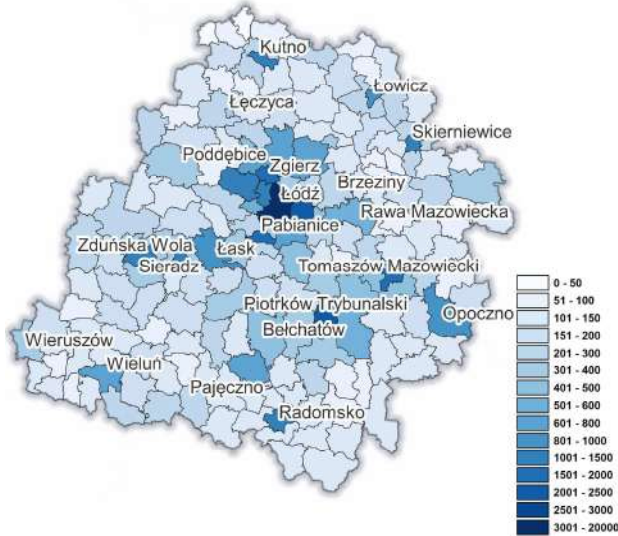 Kutno
Łowicz
Łęczyca
Skierniewice
Poddębice
Zgierz
Łódź
Brzeziny
Rawa Mazowiecka
Pabianice
Zduńska Wola
Łask
Sieradz
Tomaszów Mazowiecki
Piotrków Trybunalski
Opoczno
Bełchatów
Wieruszów
Wieluń
Pajęczno
Radomsko
0 - 50
51 - 100
101 - 150
151 - 200
201 - 300
301 - 400
401 - 500
501 - 600
601 - 800
801 - 1000
1001 - 1500
1501 - 2000
2001 - 2500
2501 - 3000
3001 - 20000